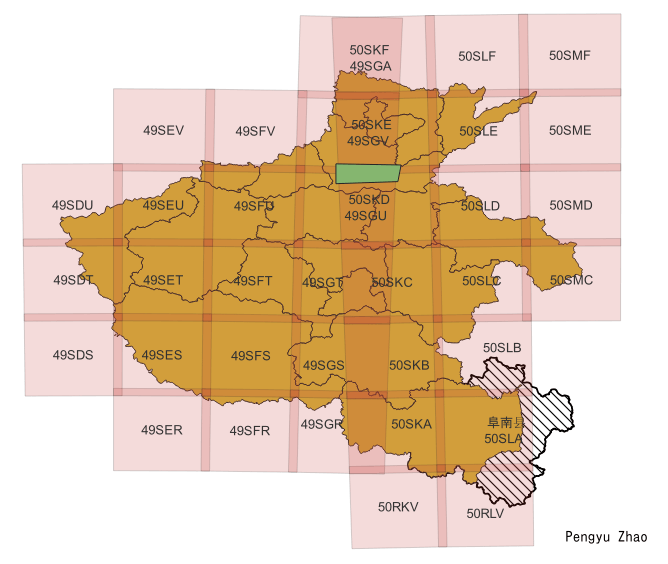 50SKF
49SGA
50SLF
50SMF
49SEV
49SFV
50SKE
49SGV
50SLE
50SME
49SDU
49SEU
49SFU
50SKD
49SGU
50SLD
50SMD
49SDT
49SET
49SFT
49SGT
50SKC
50SLC
50SMC
49SDS
49SES
49SFS
49SGS
50SKB
50SLB
49SER
49SFR
49SGR
50SKA
阜南县
50SLA
50RKV
50RLV
Pengyu Zhao